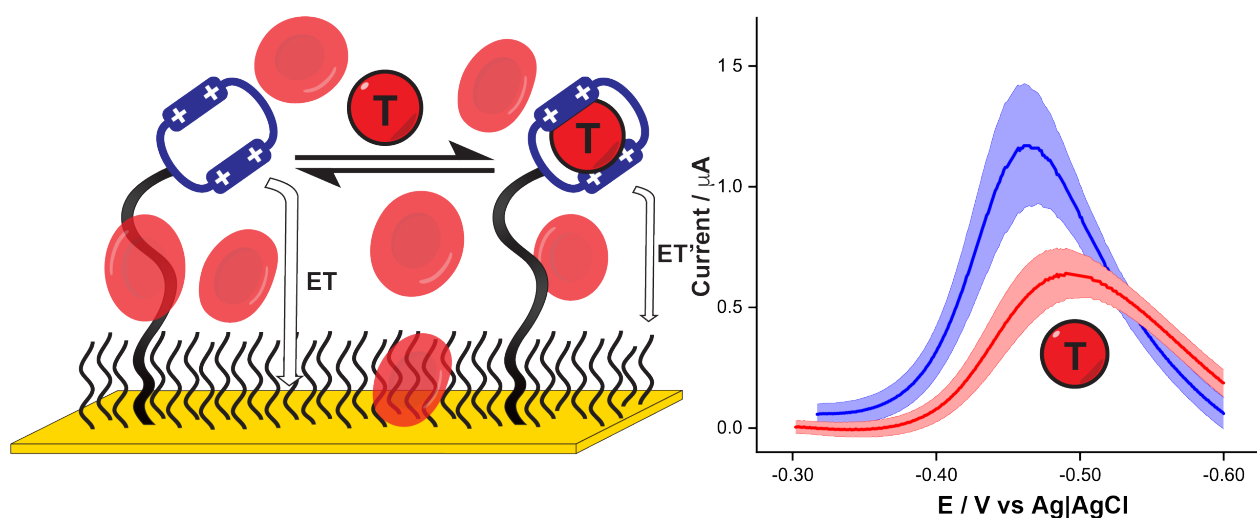 T
T
+ +
+ +
+
+
+
ET
ET'
1 5
1.0
0.5
0.0
Current / μA
T
-0.30
-0.40
-0.50
-0.60
E / V vs Ag|AgCl